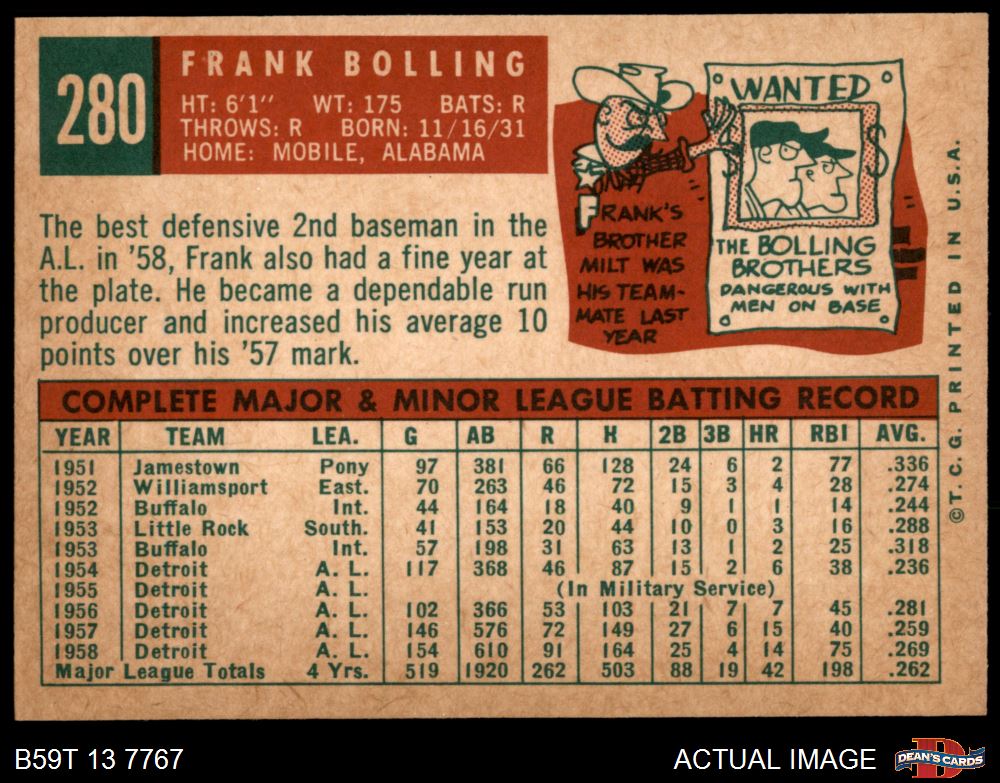 280
FRANK BOLLING
HT: 6'1" WT: 175 BATS: R
THROWS: R BORN: 11/16/31
HOME: MOBILE, ALABAMA
The best defensive 2nd baseman in the
A.L. in '58, Frank also had a fine year at
the plate. He became a dependable run
producer and increased his average 10
points over his '57 mark.
FRANK'S
BROTHER
MILT WAS
HIS TEAM-
MATE LAST
YEAR
WANTED
THE BOLLING
BROTHERS
DANGEROUS WITH
MEN ON BASE
COMPLETE MAJOR & MINOR LEAGUE BATTING RECORD
YEAR TEAM LEA. G AB R H 2B 3B HR RBI AVG.
1951 Jamestown Pony 97 381 66 128 24 6 2 77 .336
1952 Williamsport East. 70 263 46 72 15 3 4 28 .274
1952 Buffalo Int. 44 164 18 40 9 1 1 14 .244
1953 Little Rock South. 41 153 20 44 10 0 3 16 .288
1953 Buffalo Int. 57 198 31 63 13 1 2 25 .318
1954 Detroit A. L. 117 368 46 87 15 2 6 38 .236
1955 Detroit A. L. (In Military Service)
1956 Detroit A. L. 102 366 53 103 21 7 7 45 .281
1957 Detroit A. L. 146 576 72 149 27 6 15 40 .259
1958 Detroit A. L. 154 610 91 164 25 4 14 75 .269
Major League Totals 4 Yrs. 519 1920 262 503 88 19 42 198 .262
©T. C. G. PRINTED IN U.S.A.
B59T 13 7767
ACTUAL IMAGE
D
DEAN'S CARDS